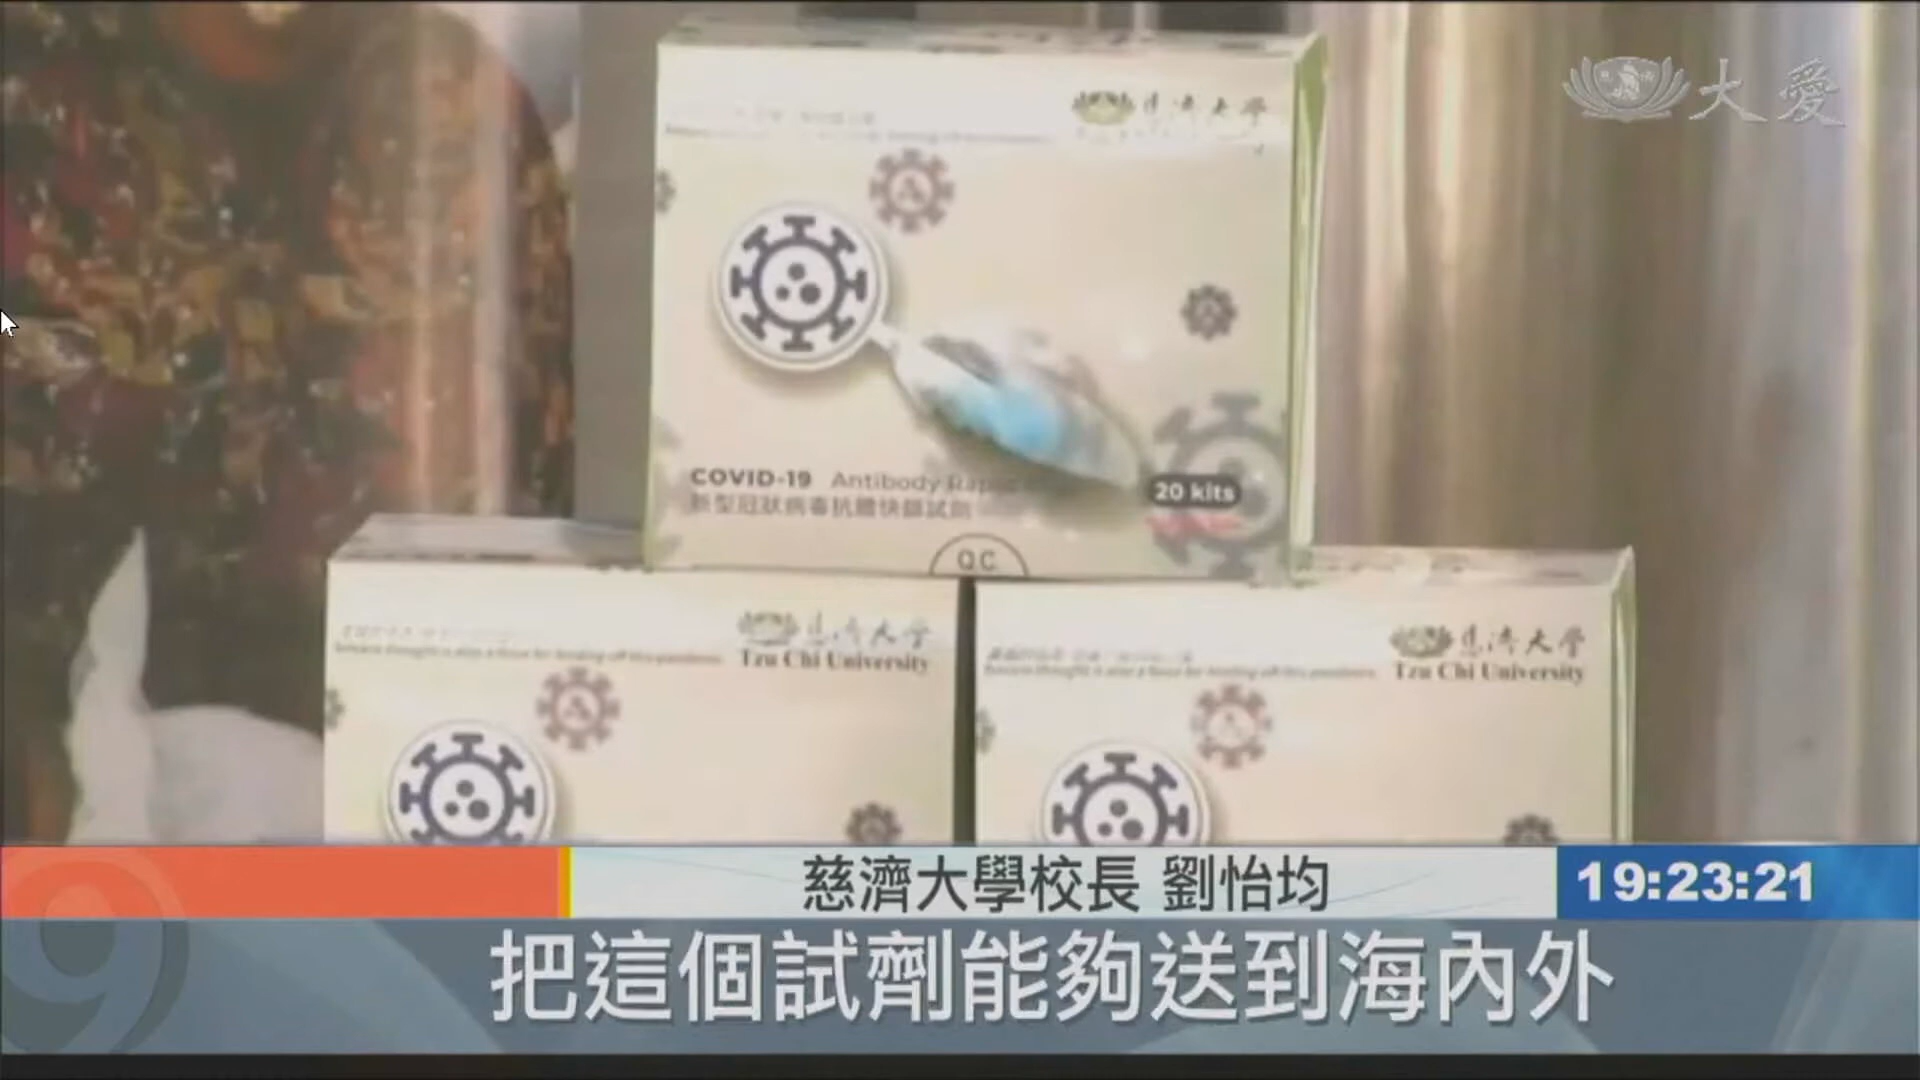 大愛
慈濟大學
COVID-19 Antibody Rapid
新型冠狀病毒抗體快篩試劑
20 kits
Q.C.
慈濟大學
Tzu Chi University
慈濟大學
Tzu Chi University
慈濟大學校長 劉怡均
19:23:21
把這個試劑能夠送到海內外